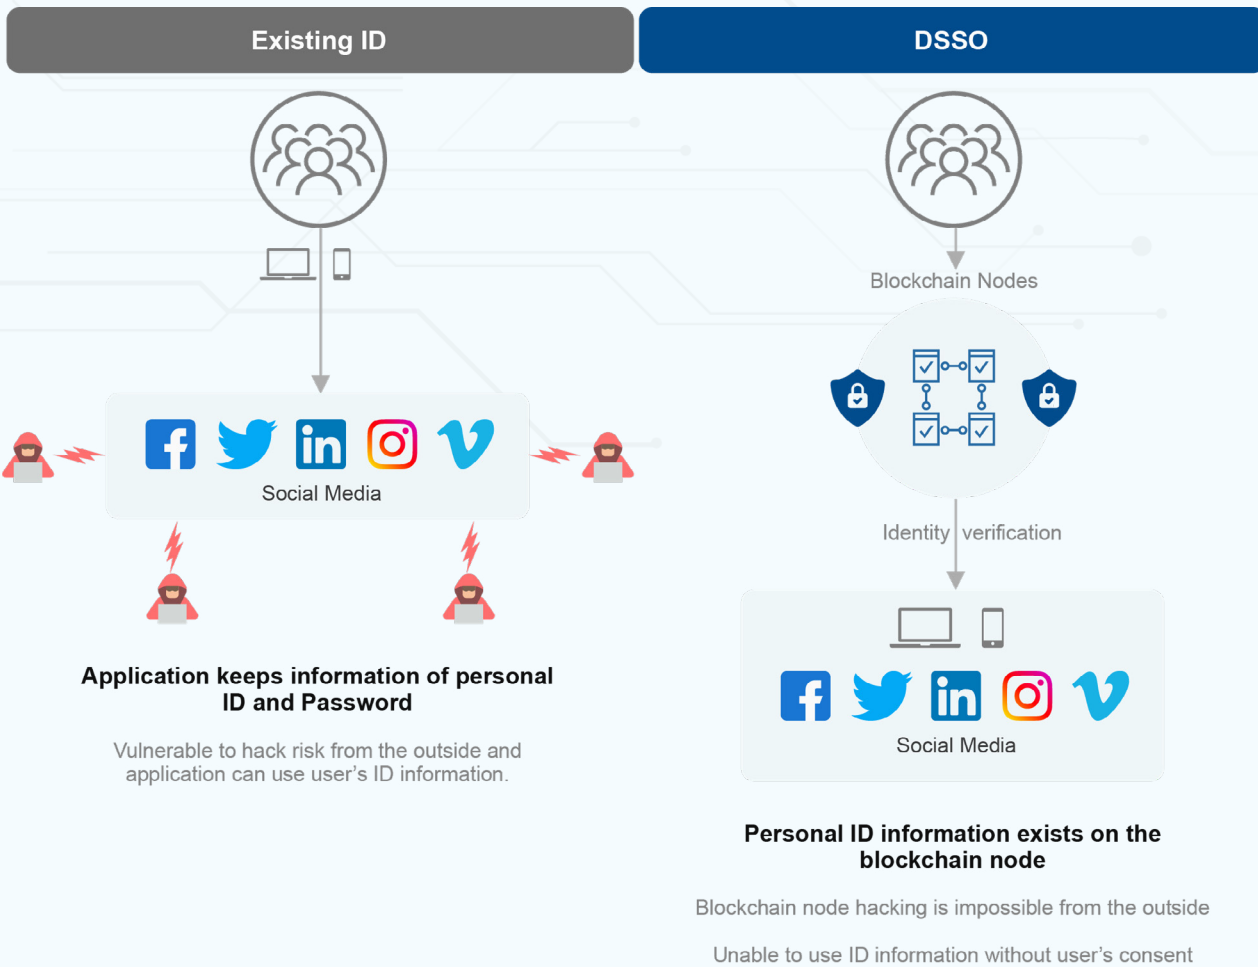 Existing ID
DSSO
Social Media
Application keeps information of personal
ID and Password
Vulnerable to hack risk from the outside and
application can use user's ID information.
Blockchain Nodes
Identity verification
Social Media
Personal ID information exists on the
blockchain node
Blockchain node hacking is impossible from the outside
Unable to use ID information without user's consent